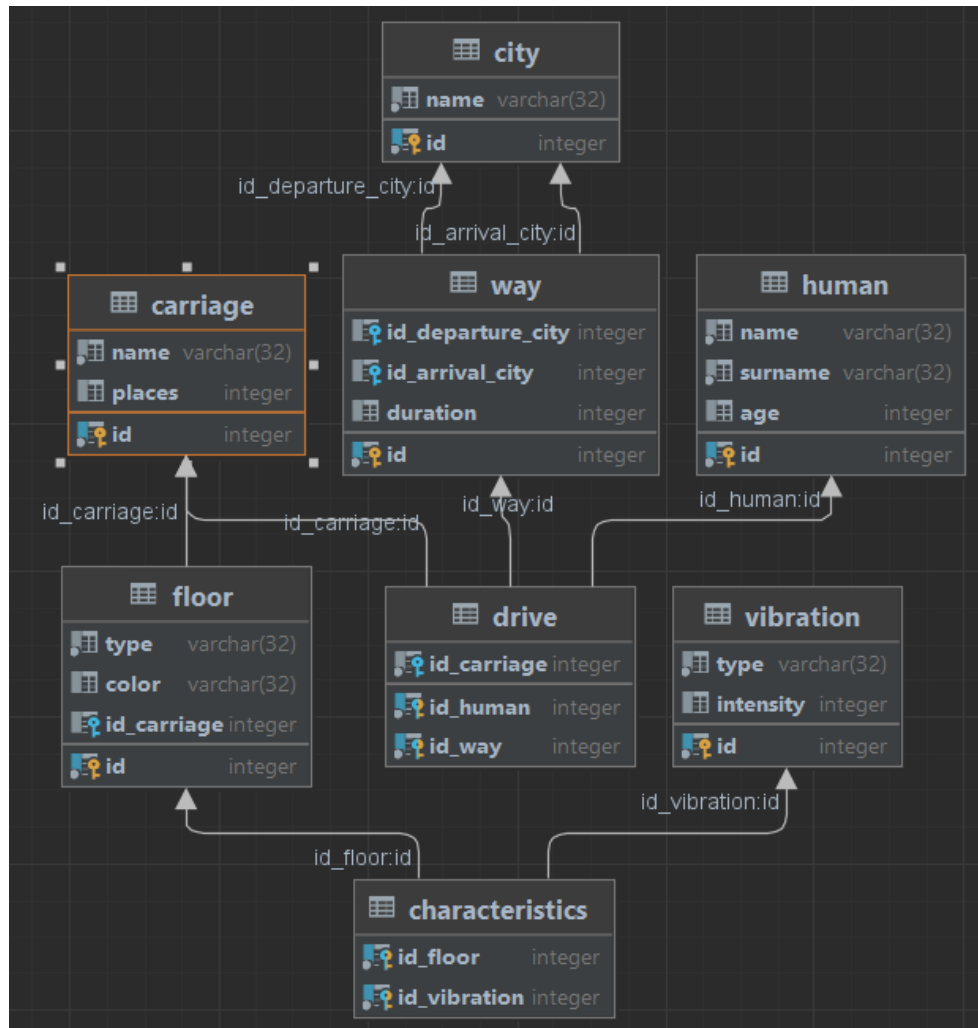 city
name varchar(32)
id integer
id_departure_city:id
id_arrival_city:id
carriage
name varchar(32)
places integer
id integer
way
id_departure_city integer
id_arrival_city integer
duration integer
id integer
human
name varchar(32)
surname varchar(32)
age integer
id integer
id_carriage:id
id_carriage:id
id_way:id
id_human:id
floor
type varchar(32)
color varchar(32)
id_carriage integer
id integer
drive
id_carriage integer
id_human integer
id_way integer
vibration
type varchar(32)
intensity integer
id integer
id_vibration:id
id_floor:id
characteristics
id_floor integer
id_vibration integer